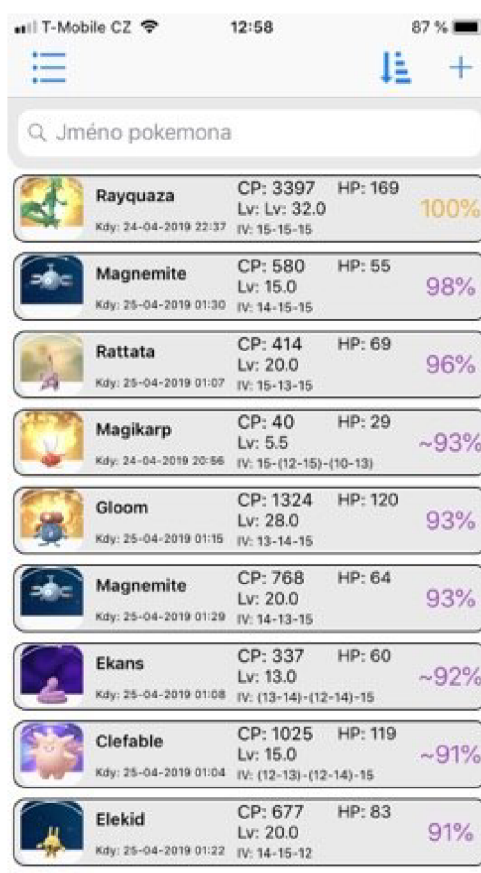 T-Mobile CZ 12:58 87 %
Jméno pokemona
Rayquaza CP: 3397 HP: 169 100%
Lv: Lv: 32.0
Kdy: 24-04-2019 22:37 IV: 15-15-15
Magnemite CP: 580 HP: 55 98%
Lv: 15.0
Kdy: 25-04-2019 01:30 IV: 14-15-15
Rattata CP: 414 HP: 69 96%
Lv: 20.0
Kdy: 25-04-2019 01:07 IV: 15-13-15
Magikarp CP: 40 HP: 29 ~93%
Lv: 5.5
Kdy: 24-04-2019 20:56 IV: 15-(12-15)-(10-13)
Gloom CP: 1324 HP: 120 93%
Lv: 28.0
Kdy: 25-04-2019 01:15 IV: 13-14-15
Magnemite CP: 768 HP: 64 93%
Lv: 20.0
Kdy: 25-04-2019 01:29 IV: 14-13-15
Ekans CP: 337 HP: 60 ~92%
Lv: 13.0
Kdy: 25-04-2019 01:08 IV: (13-14)-(12-14)-15
Clefable CP: 1025 HP: 119 ~91%
Lv: 15.0
Kdy: 25-04-2019 01:04 IV: (12-13)-(12-14)-15
Elekid CP: 677 HP: 83 91%
Lv: 20.0
Kdy: 25-04-2019 01:22 IV: 14-15-12